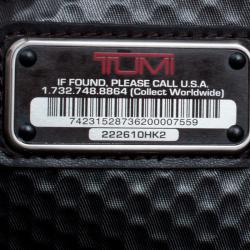 TUMI
IF FOUND, PLEASE CALL U.S.A.
1.732.748.8864 (Collect Worldwide)
74231528736200007559
222610HK2